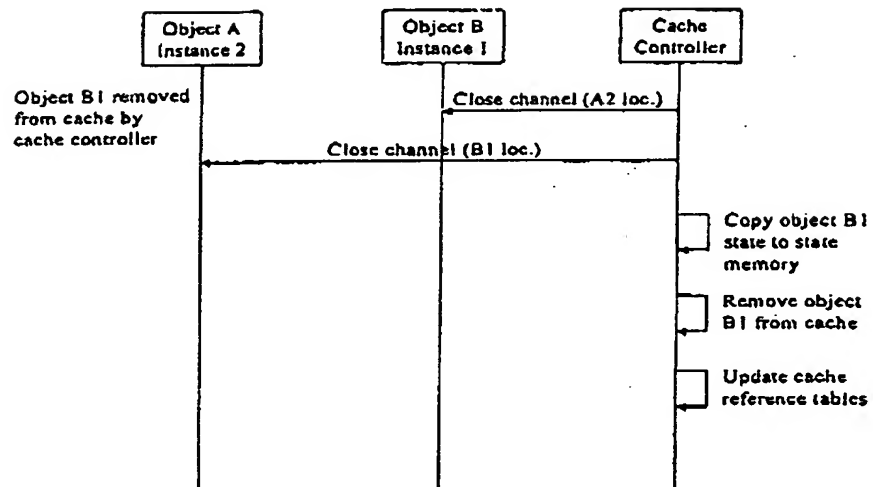 Object A
Instance 2
Object B
Instance 1
Cache
Controller
Object B1 removed
from cache by
cache controller
Close channel (A2 loc.)
Close channel (B1 loc.)
Copy object B1
state to state
memory
Remove object
B1 from cache
Update cache
reference tables